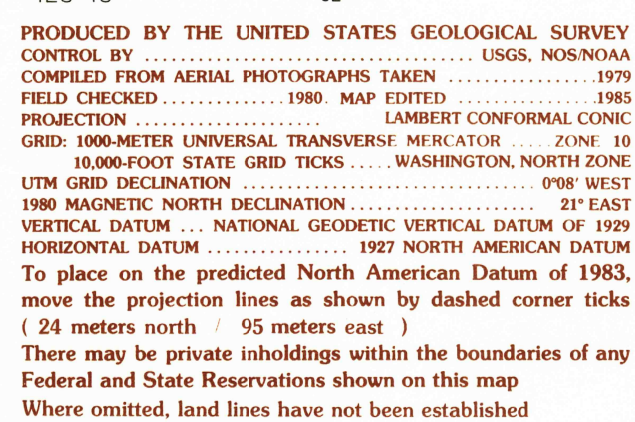 PRODUCED BY THE UNITED STATES GEOLOGICAL SURVEY
CONTROL BY .................................... USGS, NOS/NOAA
COMPILED FROM AERIAL PHOTOGRAPHS TAKEN ................. 1979
FIELD CHECKED .............. 1980. MAP EDITED ............... 1985
PROJECTION .................... LAMBERT CONFORMAL CONIC
GRID: 1000-METER UNIVERSAL TRANSVERSE MERCATOR ..... ZONE 10
10,000-FOOT STATE GRID TICKS ..... WASHINGTON, NORTH ZONE
UTM GRID DECLINATION ................................ 0°08′ WEST
1980 MAGNETIC NORTH DECLINATION .................... 21° EAST
VERTICAL DATUM ... NATIONAL GEODETIC VERTICAL DATUM OF 1929
HORIZONTAL DATUM ............... 1927 NORTH AMERICAN DATUM
To place on the predicted North American Datum of 1983,
move the projection lines as shown by dashed corner ticks
( 24 meters north / 95 meters east )
There may be private inholdings within the boundaries of any
Federal and State Reservations shown on this map
Where omitted, land lines have not been established